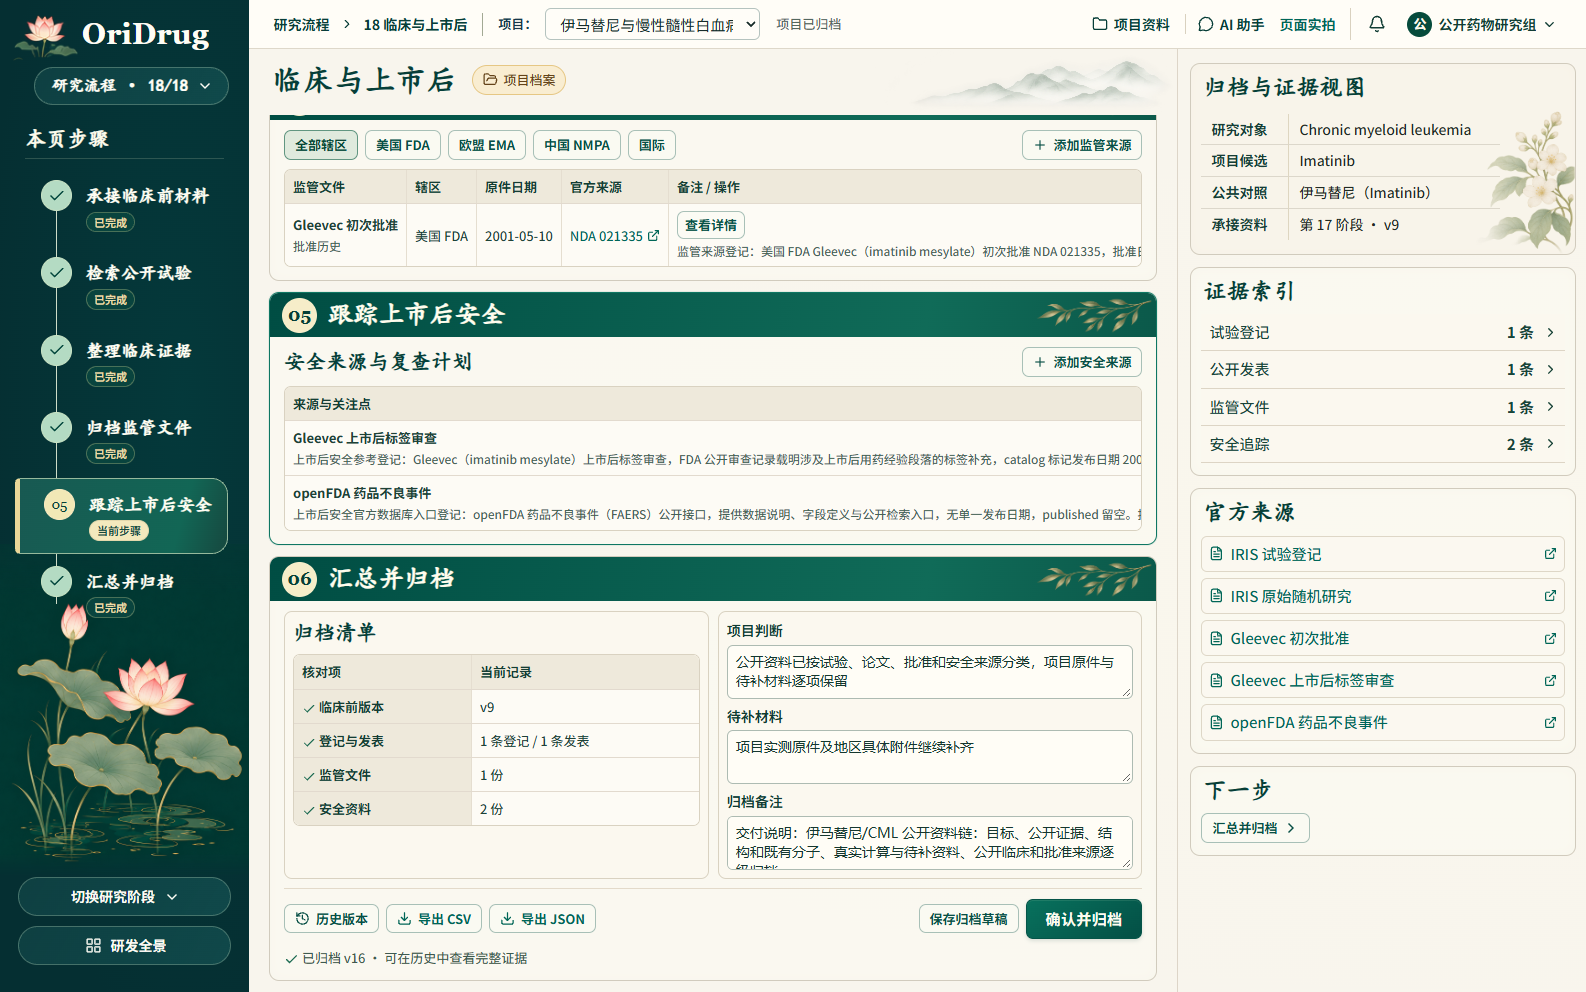 OriDrug
研究流程 • 18/18
本页步骤
承接临床前材料
已完成
检索公开试验
已完成
整理临床证据
已完成
归档监管文件
已完成
05 跟踪上市后安全
当前步骤
汇总并归档
已完成
切换研究阶段
研发全景
研究流程 > 18 临床与上市后
项目：
伊马替尼与慢性髓性白血
项目已归档
项目资料
AI 助手
页面实拍
公 公开药物研究组
临床与上市后
项目档案
全部辖区 美国 FDA 欧盟 EMA 中国 NMPA 国际
+ 添加监管来源
监管文件 辖区 原件日期 官方来源 备注 / 操作
Gleevec 初次批准
批准历史
美国 FDA
2001-05-10
NDA 021335
查看详情
监管来源登记：美国 FDA Gleevec（imatinib mesylate）初次批准 NDA 021335，批准
05 跟踪上市后安全
安全来源与复查计划
+ 添加安全来源
来源与关注点
Gleevec 上市后标签审查
上市后安全参考登记：Gleevec（imatinib mesylate）上市后标签审查，FDA 公开审查记录载明涉及上市后用药经验段落的标签补充，catalog 标记发布日期 200
openFDA 药品不良事件
上市后安全官方数据库入口登记：openFDA 药品不良事件（FAERS）公开接口，提供数据说明、字段定义与公开检索入口，无单一发布日期，published 留空。
06 汇总并归档
归档清单
核对项 当前记录
临床前版本 v9
登记与发表 1 条登记 / 1 条发表
监管文件 1 份
安全资料 2 份
项目判断
公开资料已按试验、论文、批准和安全来源分类，项目原件与
待补材料逐项保留
待补材料
项目实测原件及地区具体附件继续补齐
归档备注
交付说明：伊马替尼/CML 公开资料链：目标、公开证据、结
构和既有分子、真实计算与待补资料、公开临床和批准来源逐
历史版本
导出 CSV
导出 JSON
保存归档草稿
确认并归档
已归档 v16 • 可在历史中查看完整证据
归档与证据视图
研究对象 Chronic myeloid leukemia
项目候选 Imatinib
公共对照 伊马替尼（Imatinib）
承接资料 第 17 阶段 • v9
证据索引
试验登记 1 条
公开发表 1 条
监管文件 1 条
安全追踪 2 条
官方来源
IRIS 试验登记
IRIS 原始随机研究
Gleevec 初次批准
Gleevec 上市后标签审查
openFDA 药品不良事件
下一步
汇总并归档